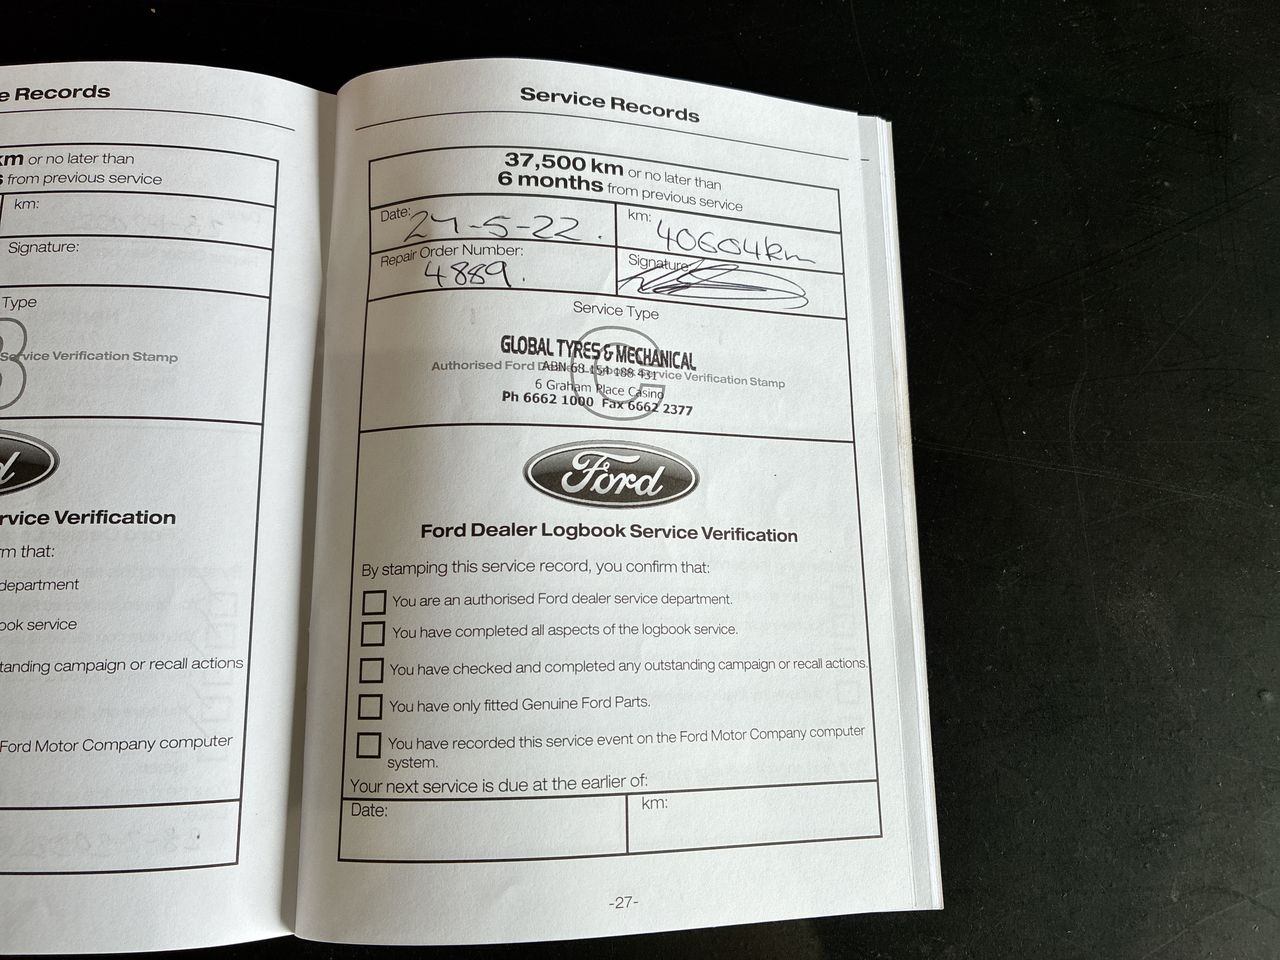 e Records
km or no later than
s from previous service
km:
Signature:
Type
B
Service Verification Stamp
rvice Verification
rm that:
department
ook service
tanding campaign or recall actions
Ford Motor Company computer
Service Records
37,500 km or no later than
6 months from previous service
Date: 24-5-22.
km: 40604km
Repair Order Number: 4889.
Signature
Service Type
C
GLOBAL TYRES & MECHANICAL
Authorised Ford Service Verification Stamp
ABN 68 154 188 431
6 Graham Place Casino
Ph 6662 1000 Fax 6662 2377
Ford
Ford Dealer Logbook Service Verification
By stamping this service record, you confirm that:
You are an authorised Ford dealer service department.
You have completed all aspects of the logbook service.
You have checked and completed any outstanding campaign or recall actions.
You have only fitted Genuine Ford Parts.
You have recorded this service event on the Ford Motor Company computer
system.
Your next service is due at the earlier of:
Date:
km:
-27-